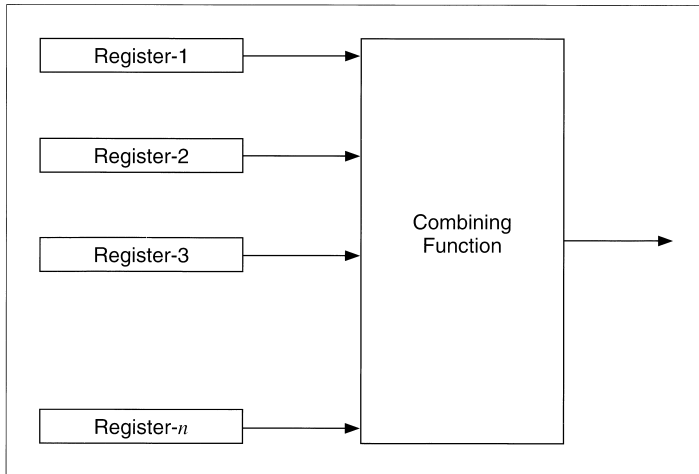 Register-1
Register-2
Register-3
Register-n
Combining
Function